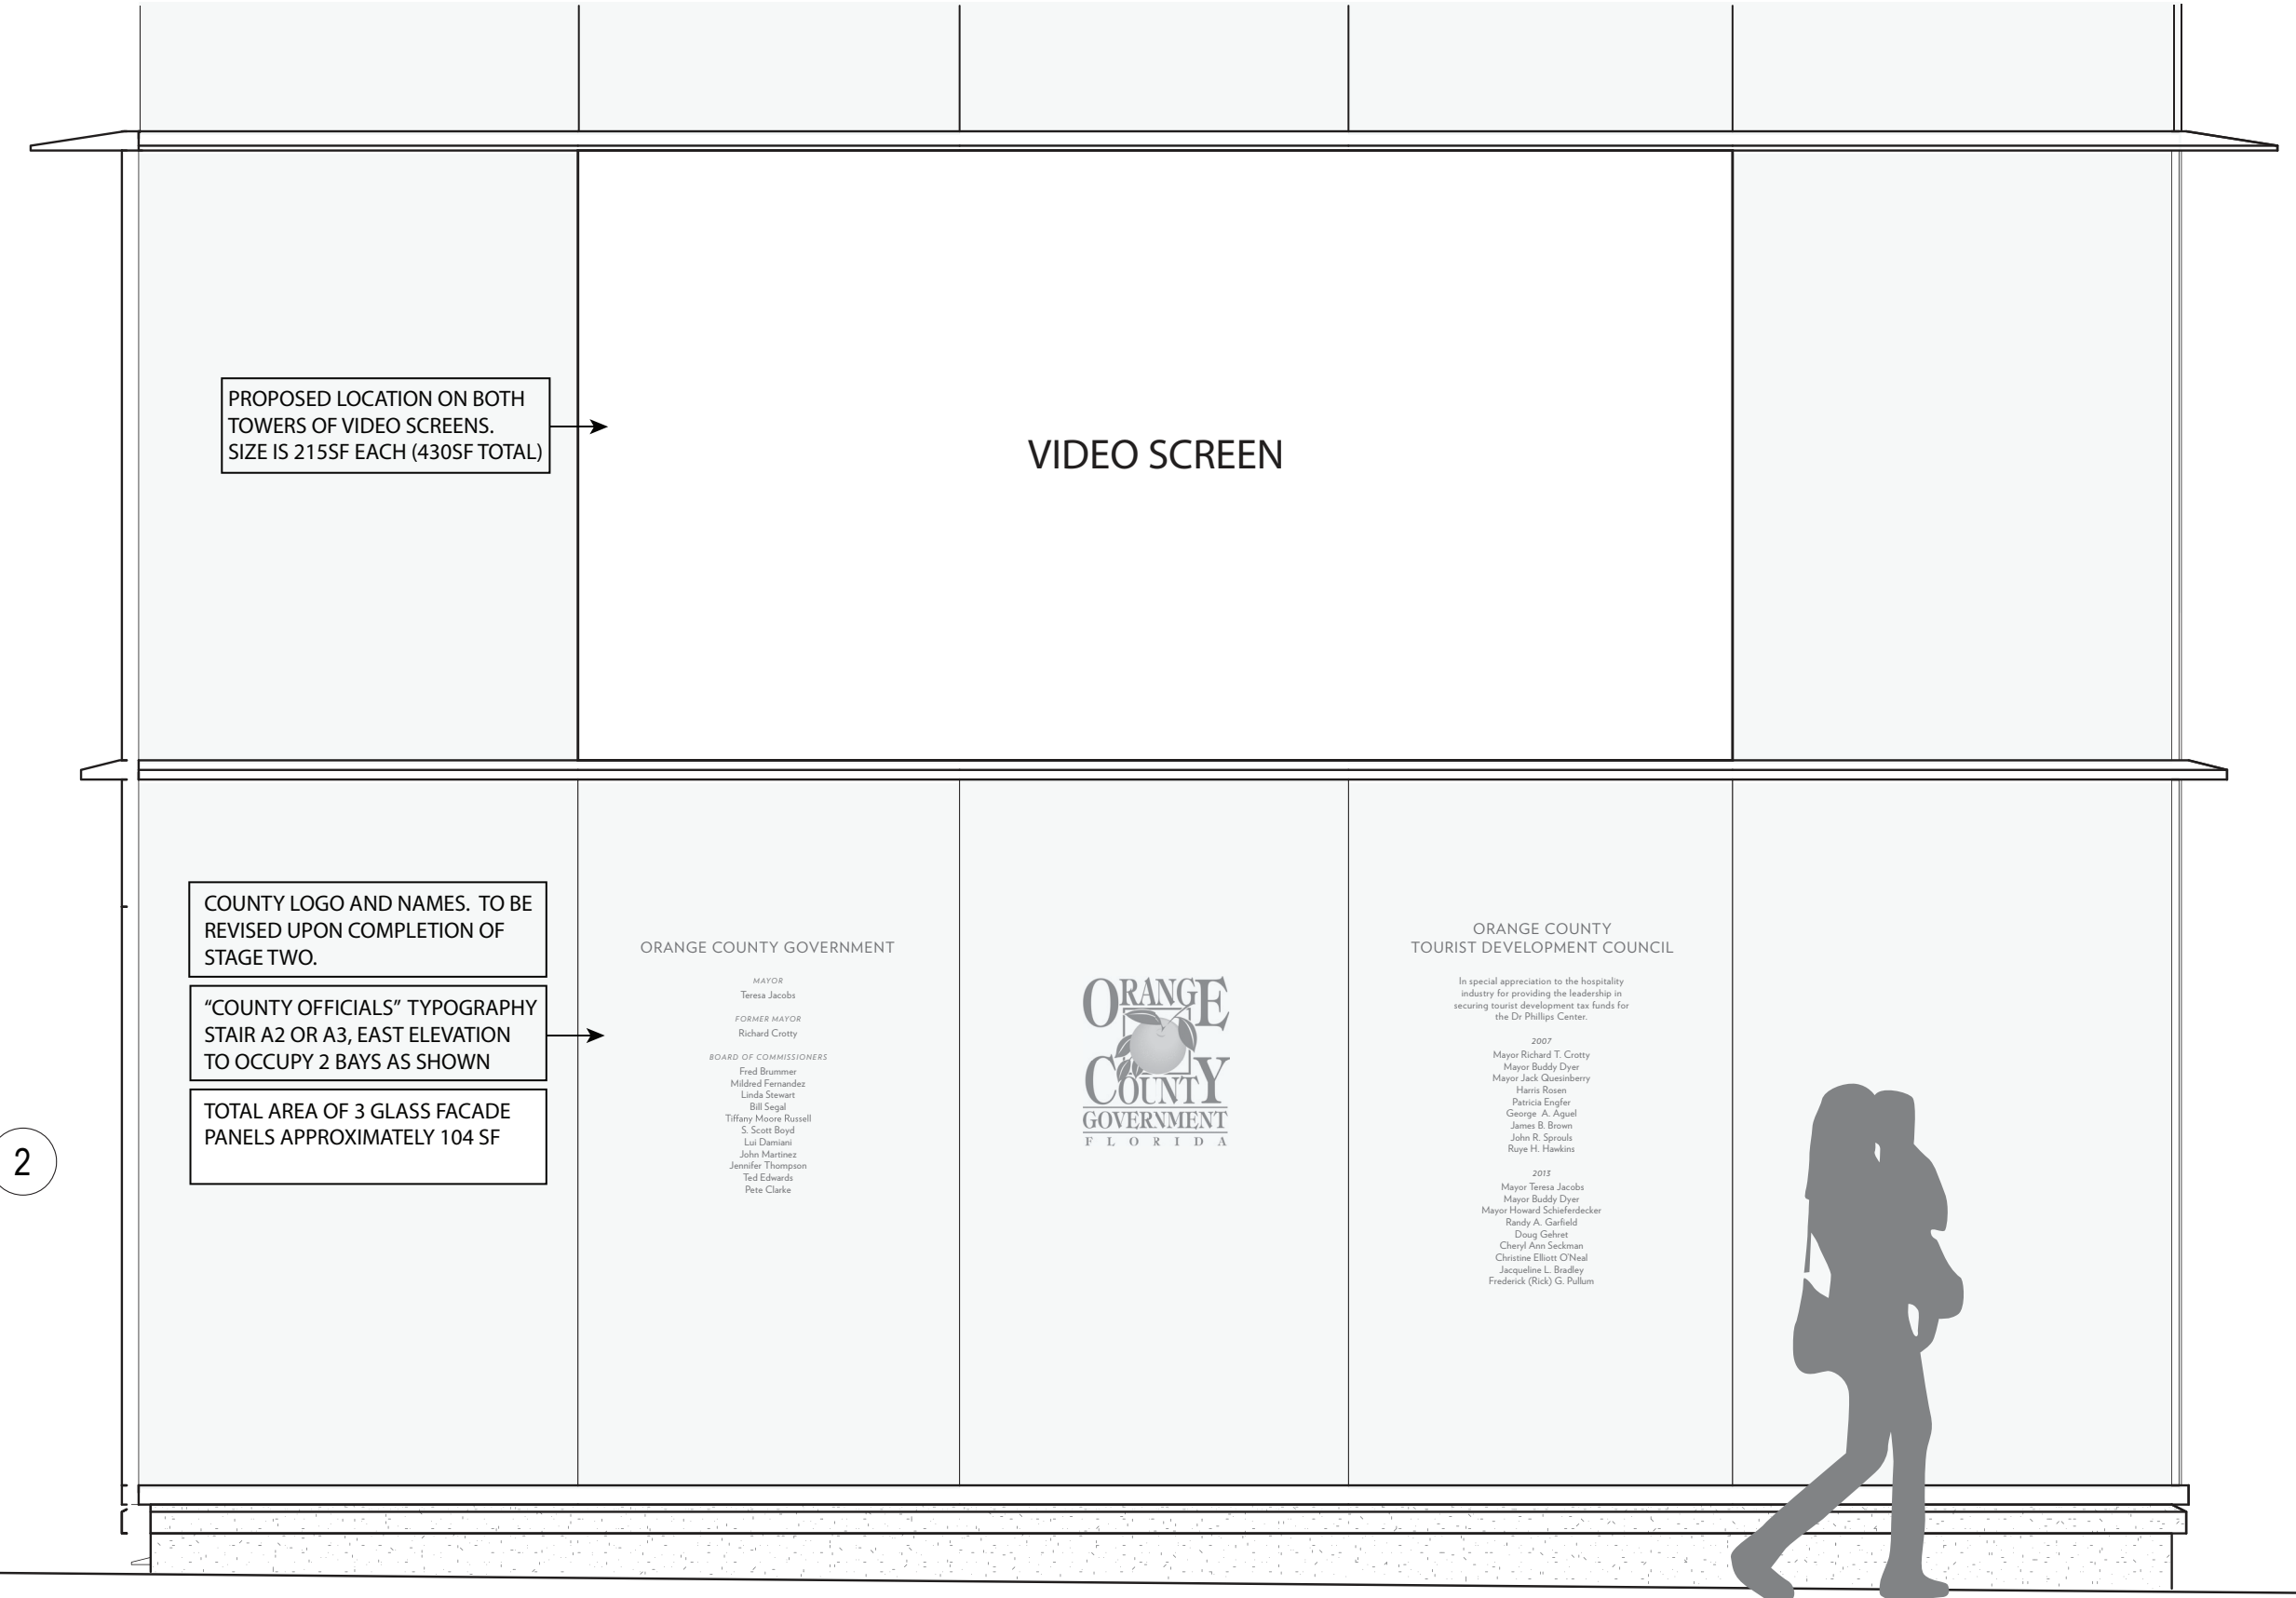 PROPOSED LOCATION ON BOTH
TOWERS OF VIDEO SCREENS.
SIZE IS 215SF EACH (430SF TOTAL)
VIDEO SCREEN
COUNTY LOGO AND NAMES. TO BE
REVISED UPON COMPLETION OF
STAGE TWO.
"COUNTY OFFICIALS" TYPOGRAPHY
STAIR A2 OR A3, EAST ELEVATION
TO OCCUPY 2 BAYS AS SHOWN
TOTAL AREA OF 3 GLASS FACADE
PANELS APPROXIMATELY 104 SF
2
ORANGE COUNTY GOVERNMENT
MAYOR
Teresa Jacobs
FORMER MAYOR
Richard Crotty
BOARD OF COMMISSIONERS
Fred Brummer
Mildred Fernandez
Linda Stewart
Bill Segal
Tiffany Moore Russell
S. Scott Boyd
Lui Damiani
John Martinez
Jennifer Thompson
Ted Edwards
Pete Clarke
ORANGE
COUNTY
GOVERNMENT
FLORIDA
ORANGE COUNTY
TOURIST DEVELOPMENT COUNCIL
In special appreciation to the hospitality
industry for providing the leadership in
securing tourist development tax funds for
the Dr Phillips Center.
2007
Mayor Richard T. Crotty
Mayor Buddy Dyer
Mayor Jack Quesinberry
Harris Rosen
Patricia Engfer
George A. Aguel
James B. Brown
John R. Sprouls
Ruye H. Hawkins
2013
Mayor Teresa Jacobs
Mayor Buddy Dyer
Mayor Howard Schieferdecker
Randy A. Garfield
Doug Gehret
Cheryl Ann Seckman
Christine Elliott O'Neal
Jacqueline L. Bradley
Frederick (Rick) G. Pullum